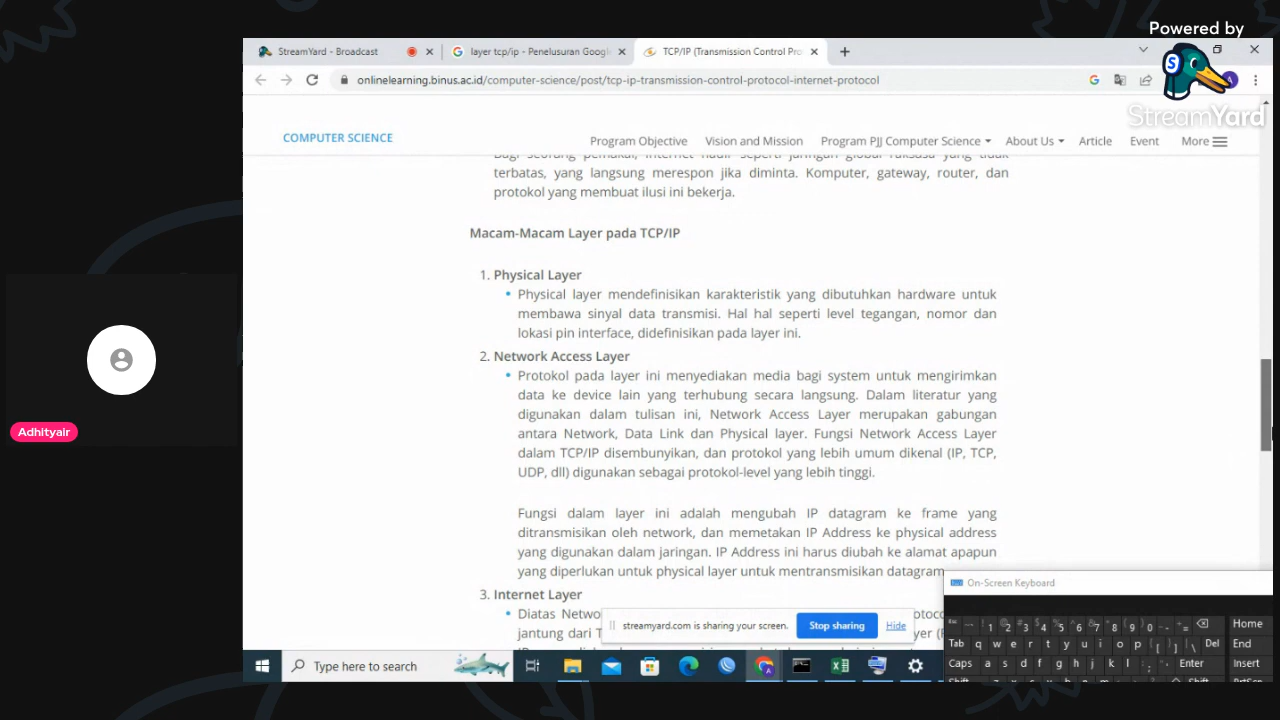 Powered by
StreamYard
StreamYard - Broadcast
layer tcp/ip - Penelusuran Googl
TCP/IP (Transmission Control Pro
onlinelearning.binus.ac.id/computer-science/post/tcp-ip-transmission-control-protocol-internet-protocol
COMPUTER SCIENCE
Program Objective
Vision and Mission
Program PJJ Computer Science
About Us
Article
Event
More
terbatas, yang langsung merespon jika diminta. Komputer, gateway, router, dan
protokol yang membuat ilusi ini bekerja.
Macam-Macam Layer pada TCP/IP
1. Physical Layer
• Physical layer mendefinisikan karakteristik yang dibutuhkan hardware untuk
membawa sinyal data transmisi. Hal hal seperti level tegangan, nomor dan
lokasi pin interface, didefinisikan pada layer ini.
2. Network Access Layer
• Protokol pada layer ini menyediakan media bagi system untuk mengirimkan
data ke device lain yang terhubung secara langsung. Dalam literatur yang
digunakan dalam tulisan ini, Network Access Layer merupakan gabungan
antara Network, Data Link dan Physical layer. Fungsi Network Access Layer
dalam TCP/IP disembunyikan, dan protokol yang lebih umum dikenal (IP, TCP,
UDP, dll) digunakan sebagai protokol-level yang lebih tinggi.
Fungsi dalam layer ini adalah mengubah IP datagram ke frame yang
ditransmisikan oleh network, dan memetakan IP Address ke physical address
yang digunakan dalam jaringan. IP Address ini harus diubah ke alamat apapun
yang diperlukan untuk physical layer untuk mentransmisikan datagram
3. Internet Layer
• Diatas Netwo
jantung dari T
streamyard.com is sharing your screen.
Stop sharing
Hide
On-Screen Keyboard
Home
Tab q w e r t y u i o p [ ] \ Del End
Caps a s d f g h j k l ; ' Enter Insert
Type here to search
Adhityair